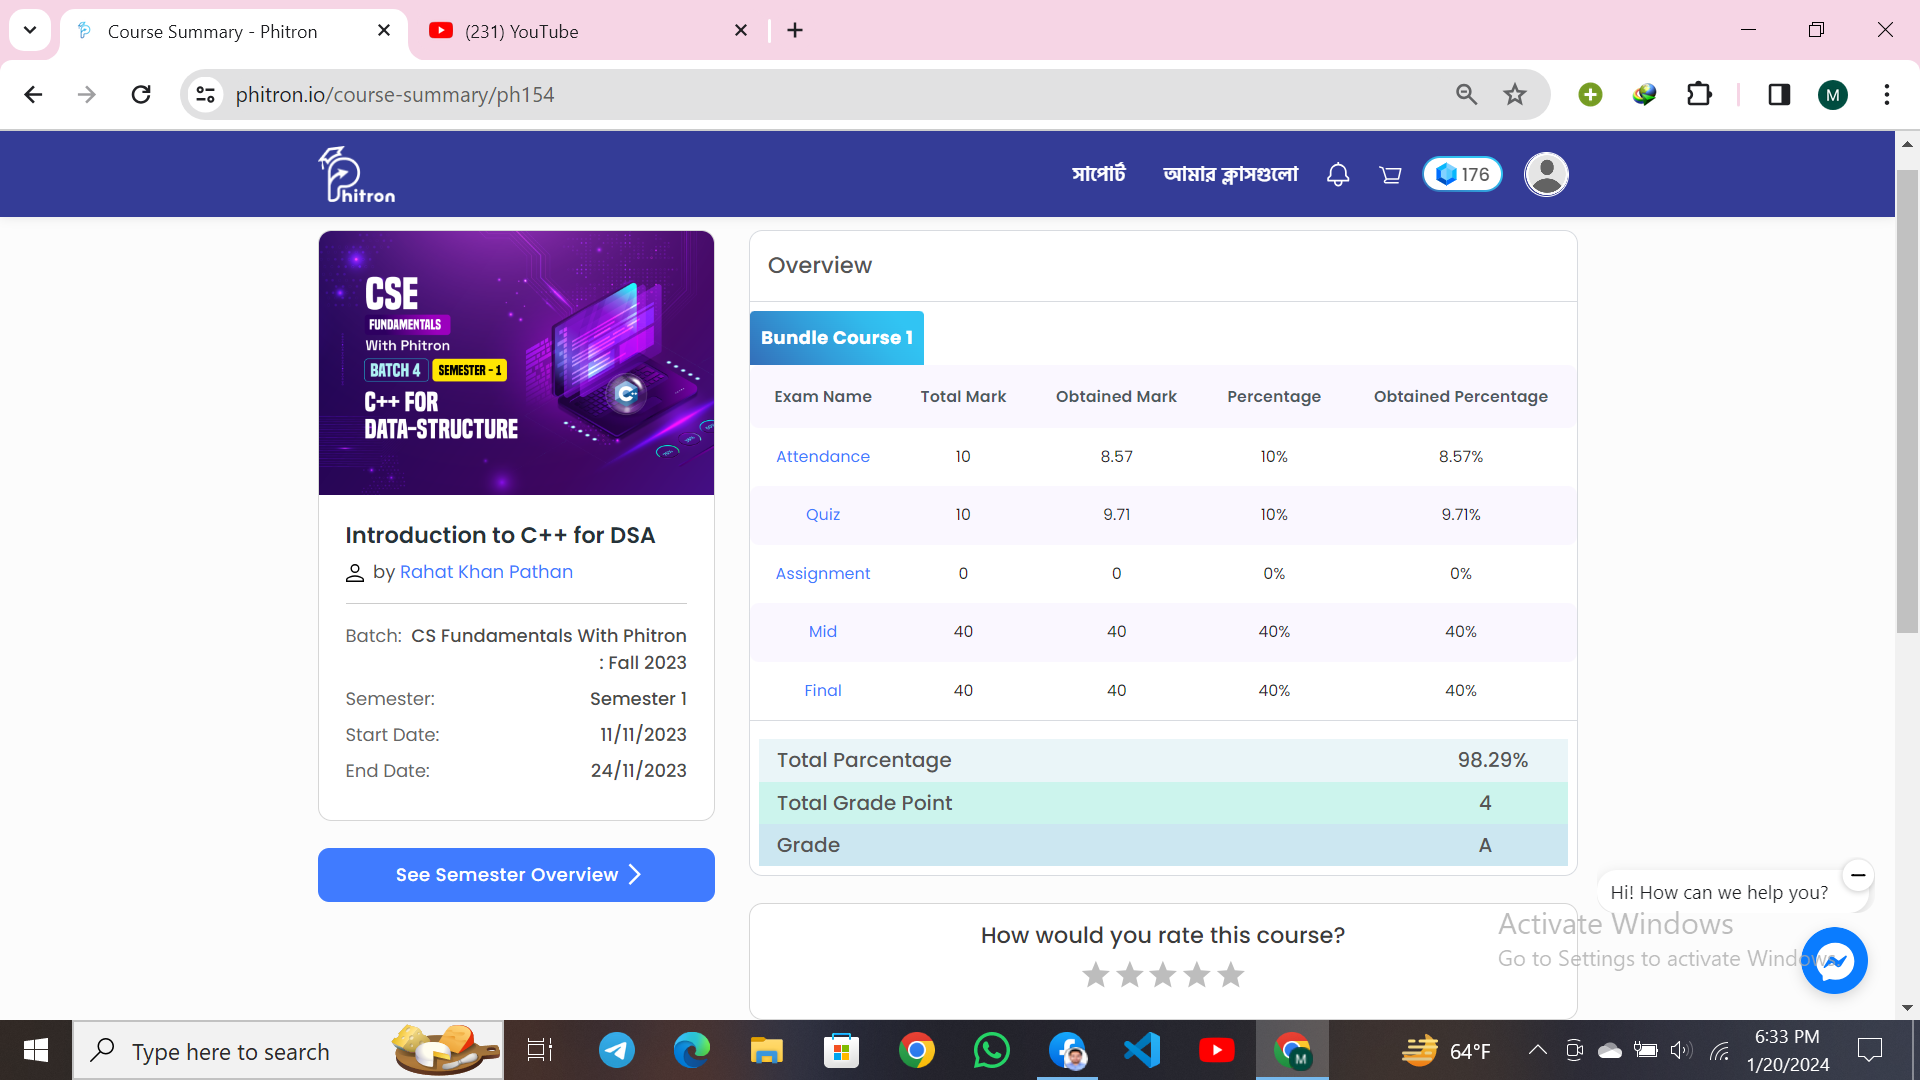 Course Summary - Phitron
(231) YouTube
phitron.io/course-summary/ph154
M
Phitron
সাপোর্ট
আমার ক্লাসগুলো
176
CSE
FUNDAMENTALS
With Phitron
BATCH 4 SEMESTER - 1
C++ FOR
DATA-STRUCTURE
C++
Introduction to C++ for DSA
by Rahat Khan Pathan
Batch: CS Fundamentals With Phitron
: Fall 2023
Semester: Semester 1
Start Date: 11/11/2023
End Date: 24/11/2023
See Semester Overview
Overview
Bundle Course 1
Exam Name Total Mark Obtained Mark Percentage Obtained Percentage
Attendance 10 8.57 10% 8.57%
Quiz 10 9.71 10% 9.71%
Assignment 0 0 0% 0%
Mid 40 40 40% 40%
Final 40 40 40% 40%
Total Parcentage 98.29%
Total Grade Point 4
Grade A
How would you rate this course?
Hi! How can we help you?
Activate Windows
Go to Settings to activate Windows.
Type here to search
M
64°F
6:33 PM
1/20/2024